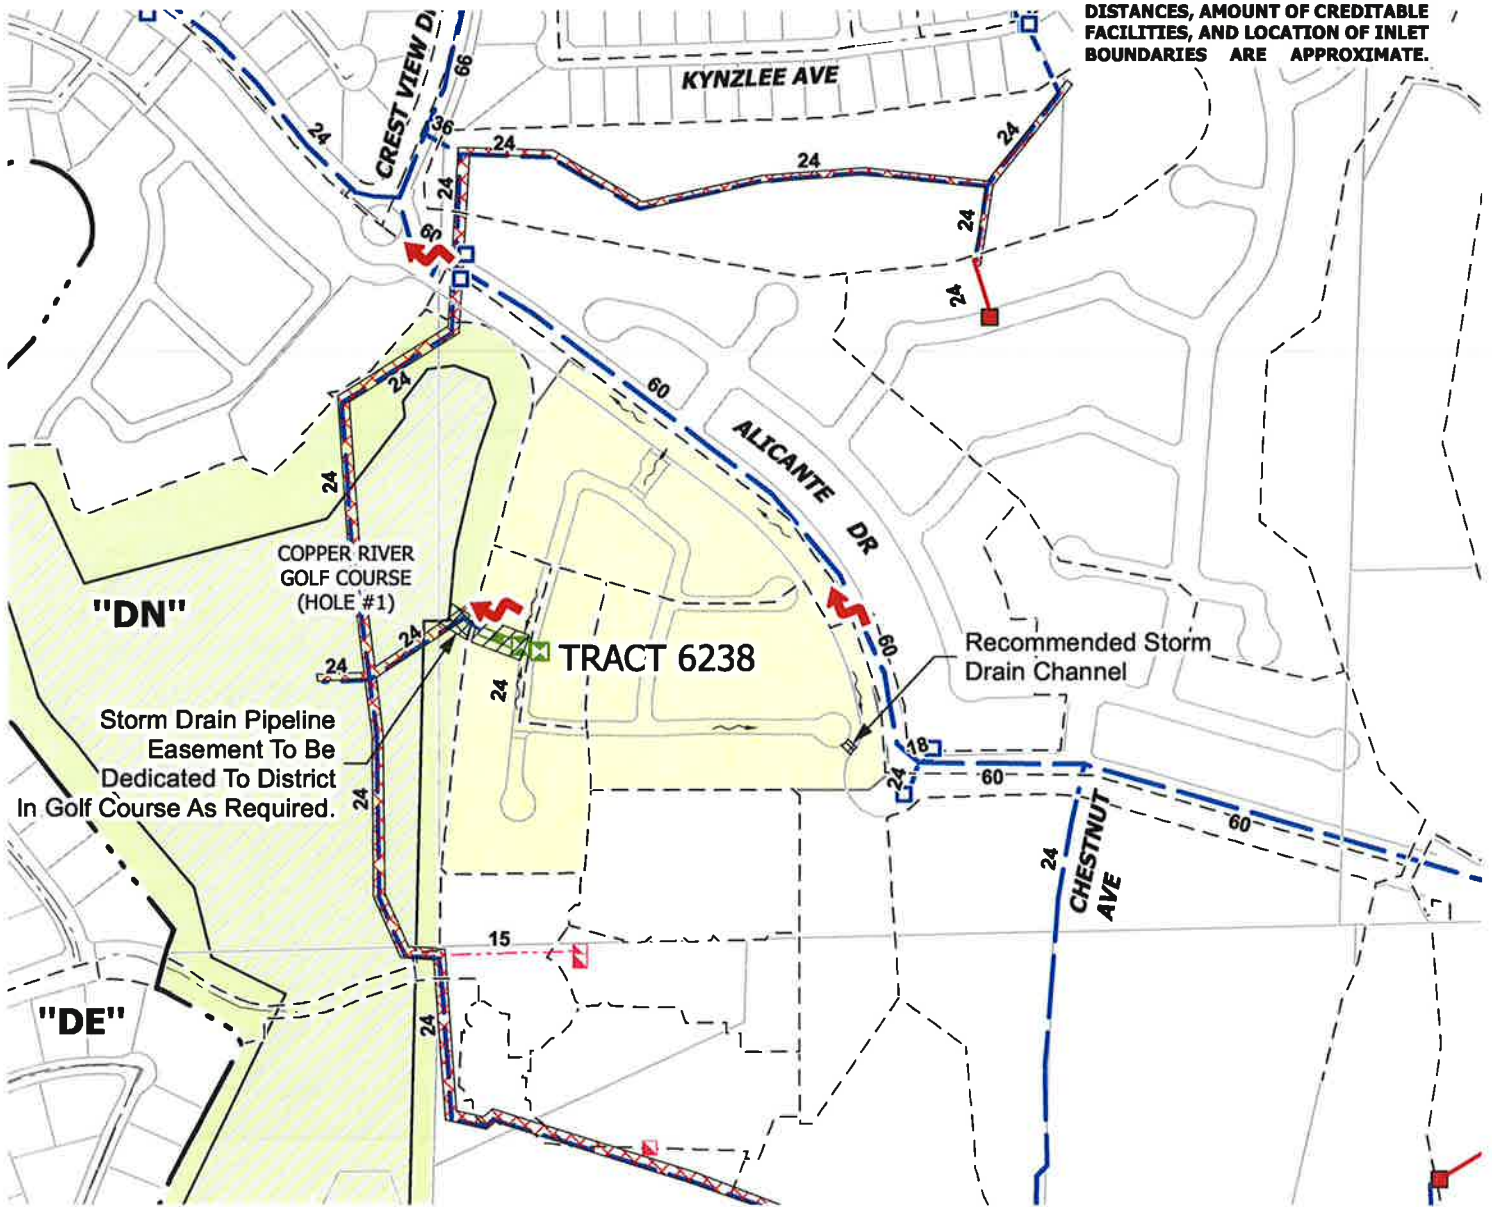 DISTANCES, AMOUNT OF CREDITABLE
FACILITIES, AND LOCATION OF INLET
BOUNDARIES ARE APPROXIMATE.
CREST VIEW
66
KYNZLEE AVE
24
36
24
24
24
24
24
60
24
24
60
ALICANTE DR
24
COPPER RIVER
GOLF COURSE
(HOLE #1)
"DN"
24
24
TRACT 6238
24
60
Recommended Storm
Drain Channel
Storm Drain Pipeline
Easement To Be
Dedicated To District
In Golf Course As Required.
18
24
60
24
60
24
CHESTNUT
AVE
15
"DE"
24